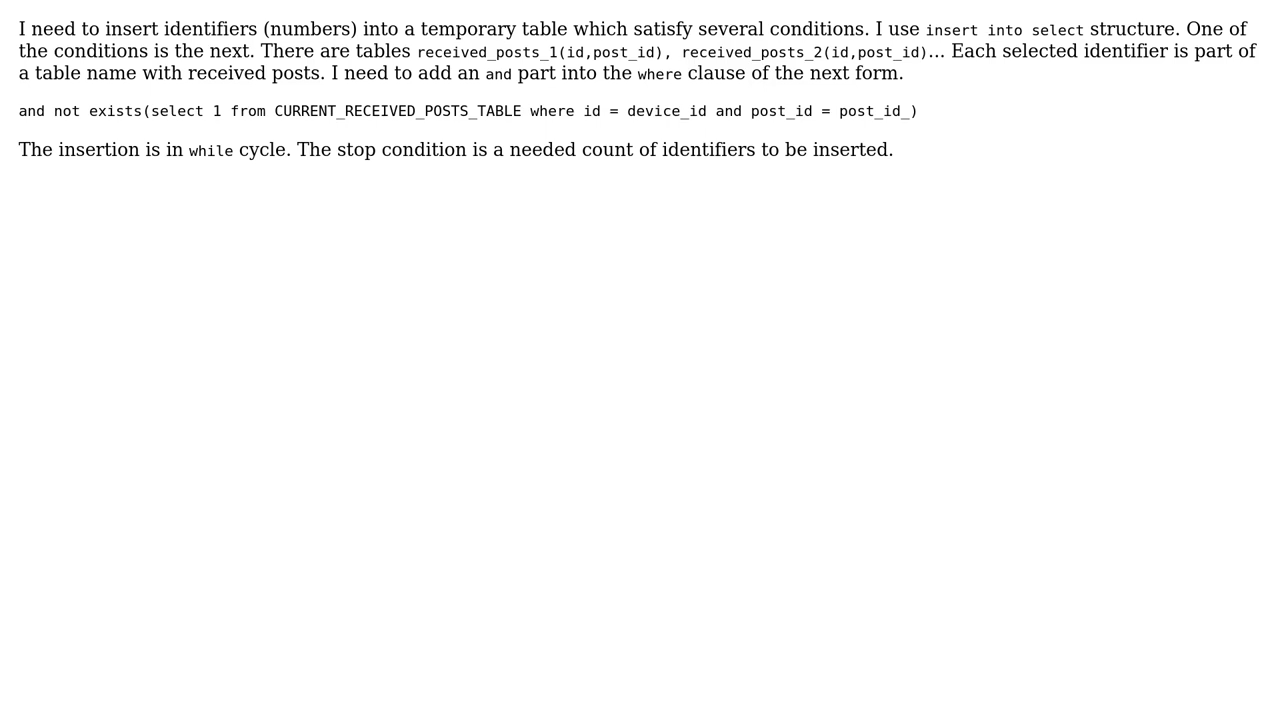 I need to insert identifiers (numbers) into a temporary table which satisfy several conditions. I use insert into select structure. One of
the conditions is the next. There are tables received_posts_1(id,post_id), received_posts_2(id,post_id)... Each selected identifier is part of
a table name with received posts. I need to add an and part into the where clause of the next form.
and not exists(select 1 from CURRENT_RECEIVED_POSTS_TABLE where id = device_id and post_id = post_id_)
The insertion is in while cycle. The stop condition is a needed count of identifiers to be inserted.